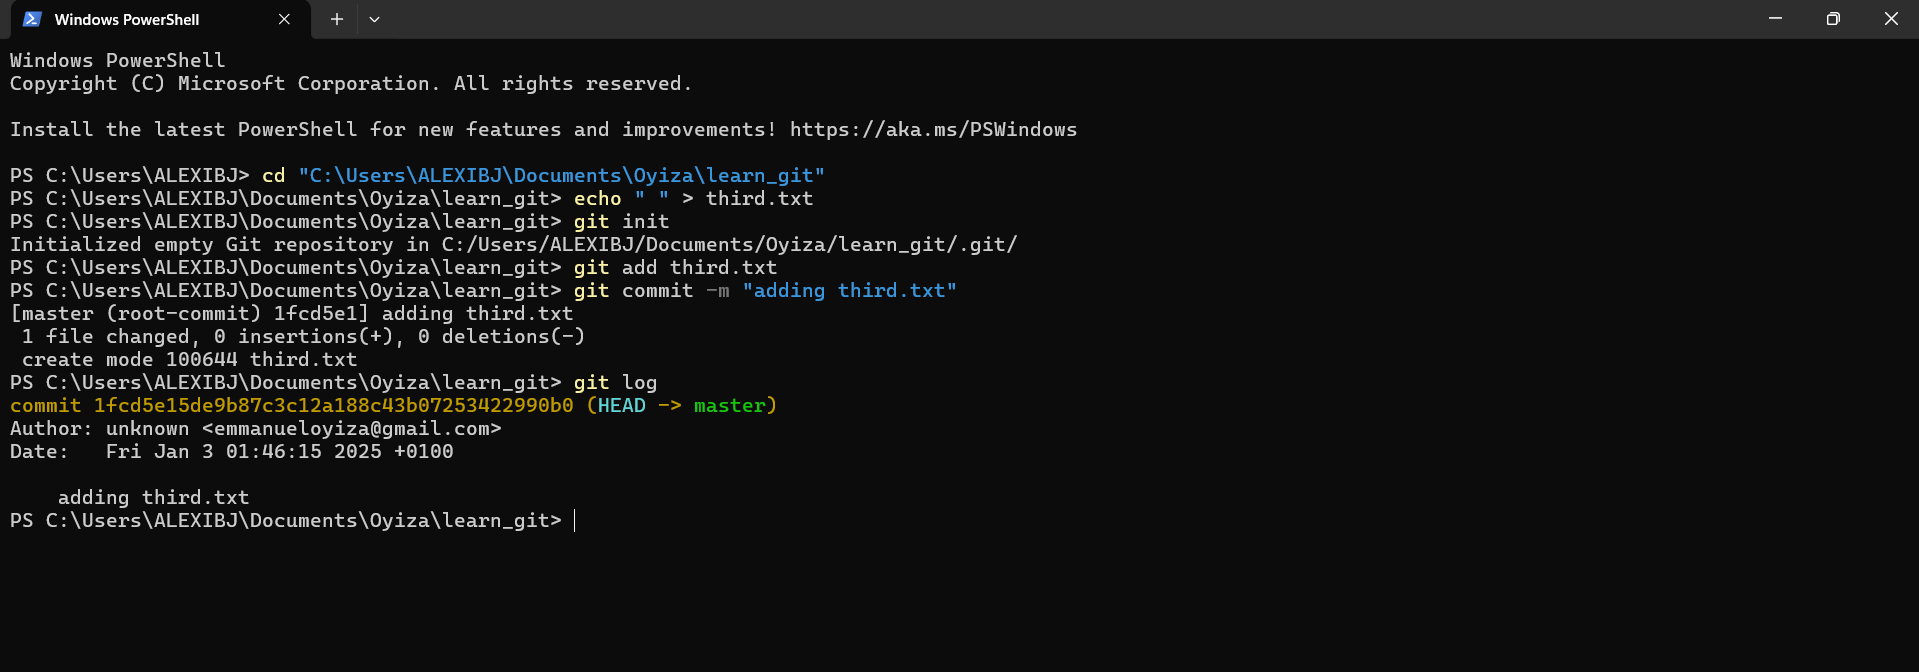 Windows PowerShell
Windows PowerShell
Copyright (C) Microsoft Corporation. All rights reserved.
Install the latest PowerShell for new features and improvements! https://aka.ms/PSWindows
PS C:\Users\ALEXIBJ> cd "C:\Users\ALEXIBJ\Documents\Oyiza\learn_git"
PS C:\Users\ALEXIBJ\Documents\Oyiza\learn_git> echo " " > third.txt
PS C:\Users\ALEXIBJ\Documents\Oyiza\learn_git> git init
Initialized empty Git repository in C:/Users/ALEXIBJ/Documents/Oyiza/learn_git/.git/
PS C:\Users\ALEXIBJ\Documents\Oyiza\learn_git> git add third.txt
PS C:\Users\ALEXIBJ\Documents\Oyiza\learn_git> git commit -m "adding third.txt"
[master (root-commit) 1fcd5e1] adding third.txt
 1 file changed, 0 insertions(+), 0 deletions(-)
 create mode 100644 third.txt
PS C:\Users\ALEXIBJ\Documents\Oyiza\learn_git> git log
commit 1fcd5e15de9b87c3c12a188c43b07253422990b0 (HEAD -> master)
Author: unknown <emmanueloyiza@gmail.com>
Date:   Fri Jan 3 01:46:15 2025 +0100
    adding third.txt
PS C:\Users\ALEXIBJ\Documents\Oyiza\learn_git>